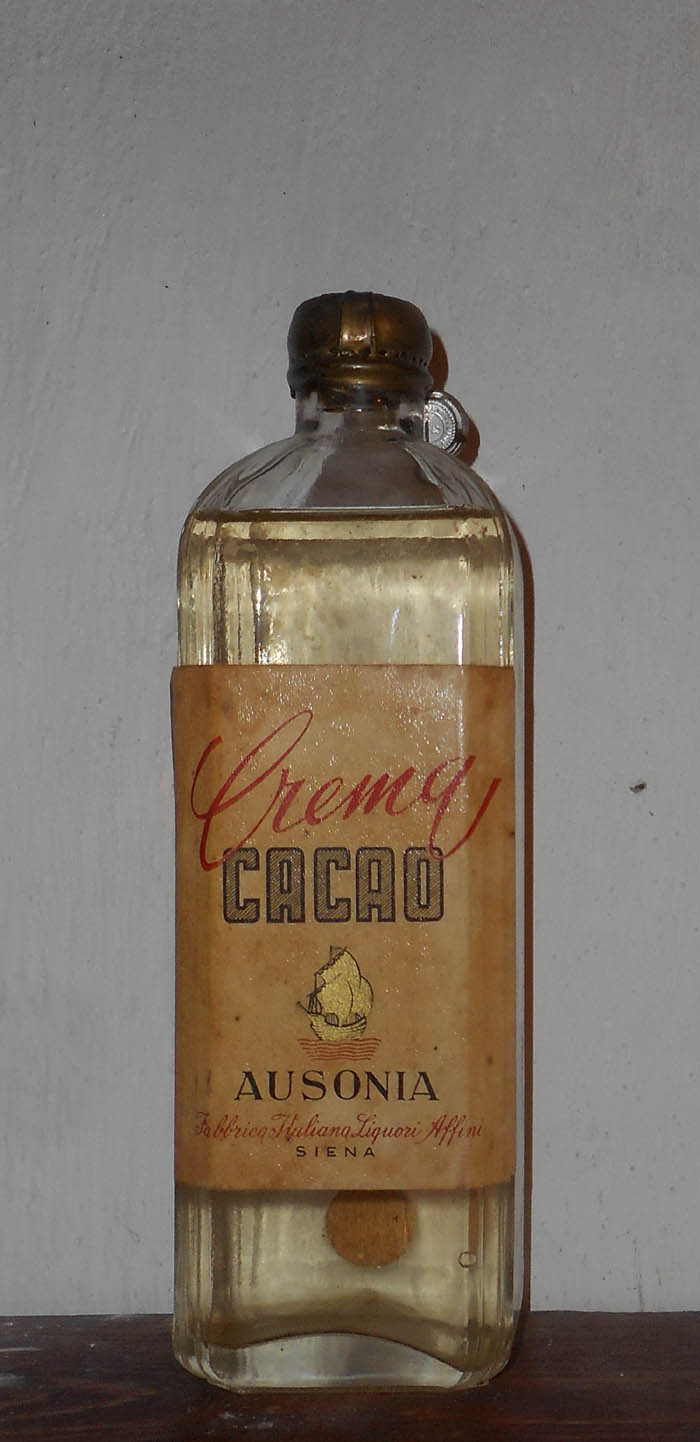 Crema
CACAO
AUSONIA
Fabbrica Italiana Liquori Affini
SIENA